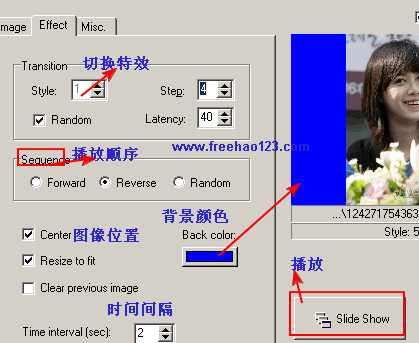 Image Effect Misc.
Transition
切换特效
Style: 1 Step: 4
Random Latency: 40
www.freehao123.com
Sequence 播放顺序
Forward Reverse Random
背景颜色
Center 图像位置 Back color:
Resize to fit
Clear previous image
时间间隔
Time interval (sec): 2
...\124271754363
Style: 5
播放
Slide Show